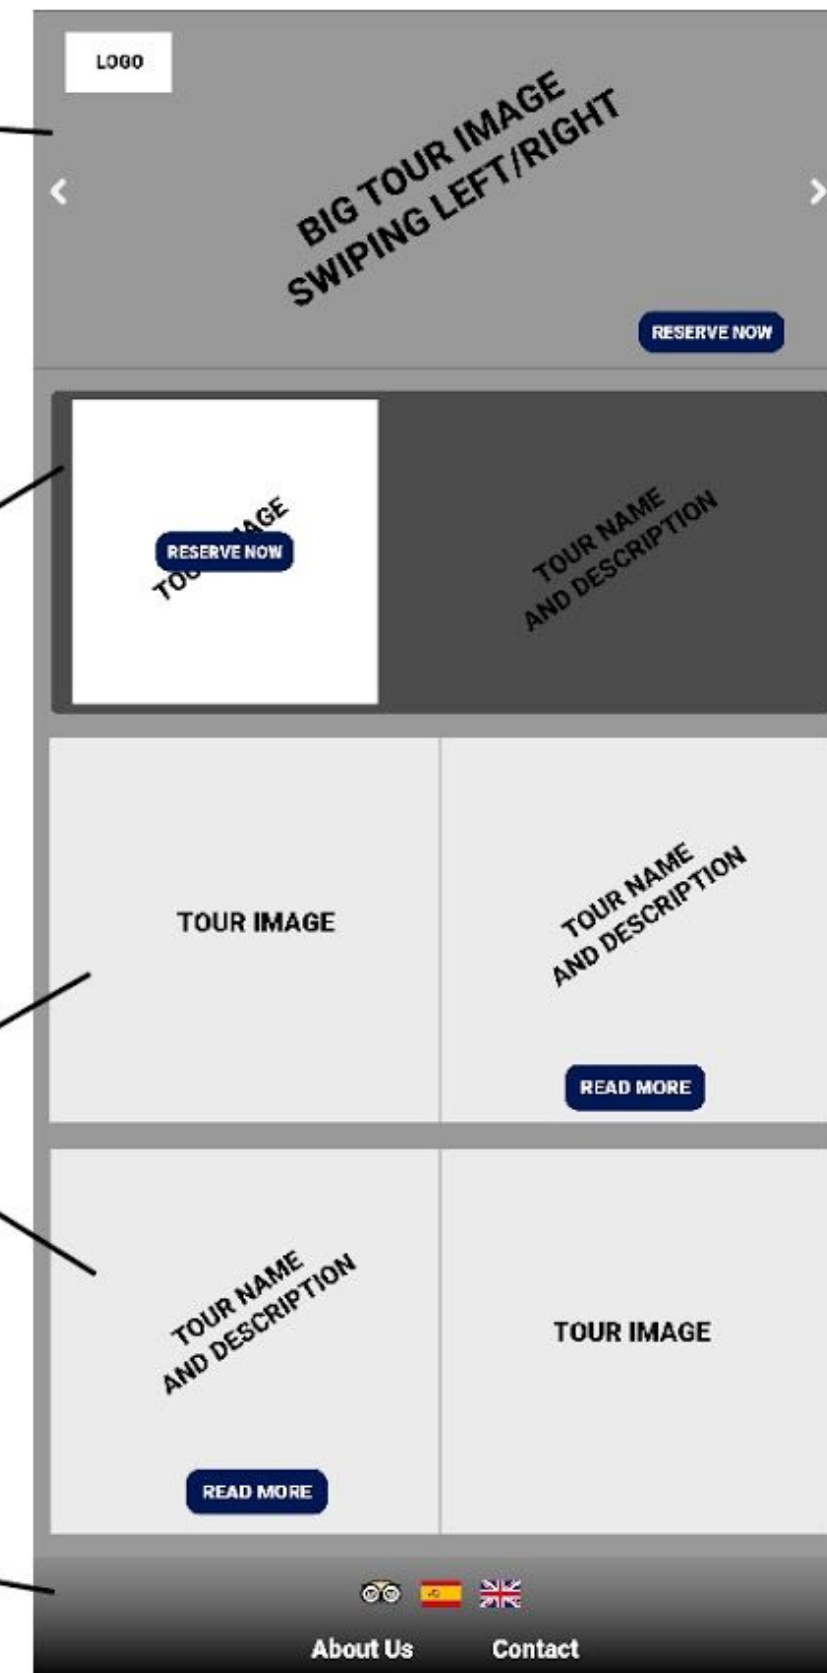 LOGO
BIG TOUR IMAGE
SWIPING LEFT/RIGHT
RESERVE NOW
RESERVE NOW
TOUR NAME
AND DESCRIPTION
TOUR IMAGE
TOUR NAME
AND DESCRIPTION
READ MORE
TOUR NAME
AND DESCRIPTION
TOUR IMAGE
READ MORE
About Us Contact